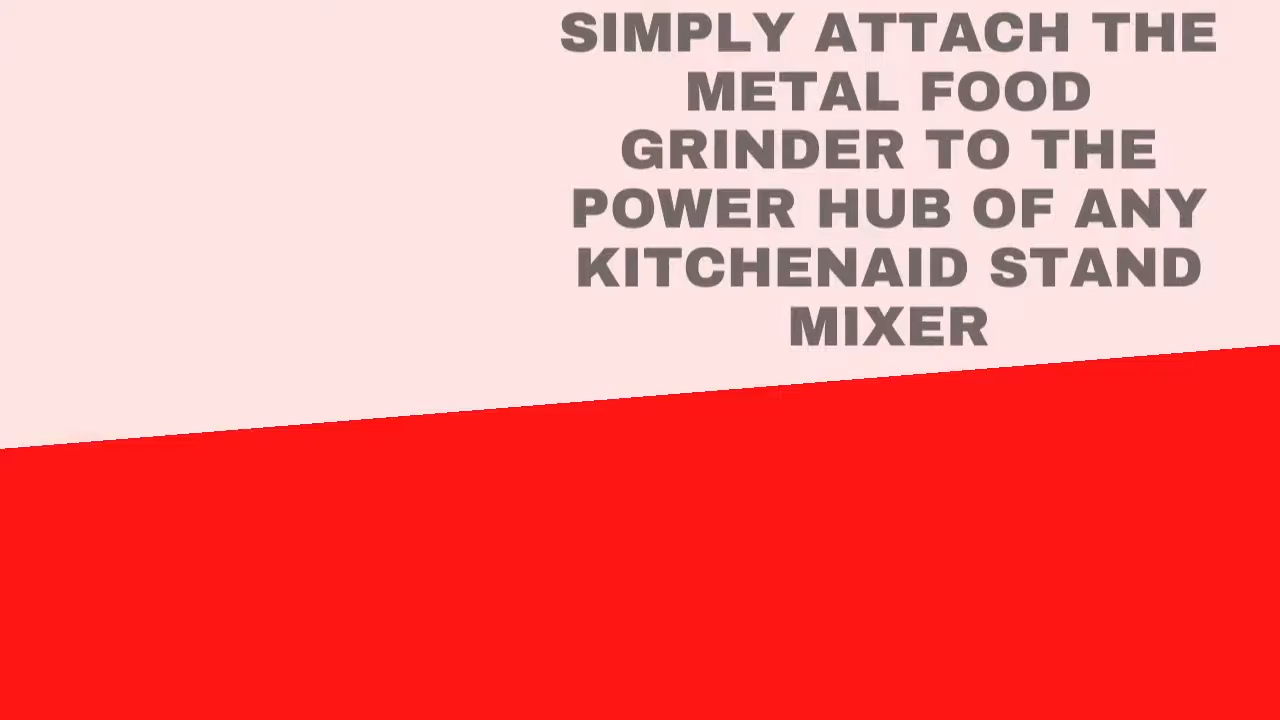 SIMPLY ATTACH THE
METAL FOOD
GRINDER TO THE
POWER HUB OF ANY
KITCHENAID STAND
MIXER